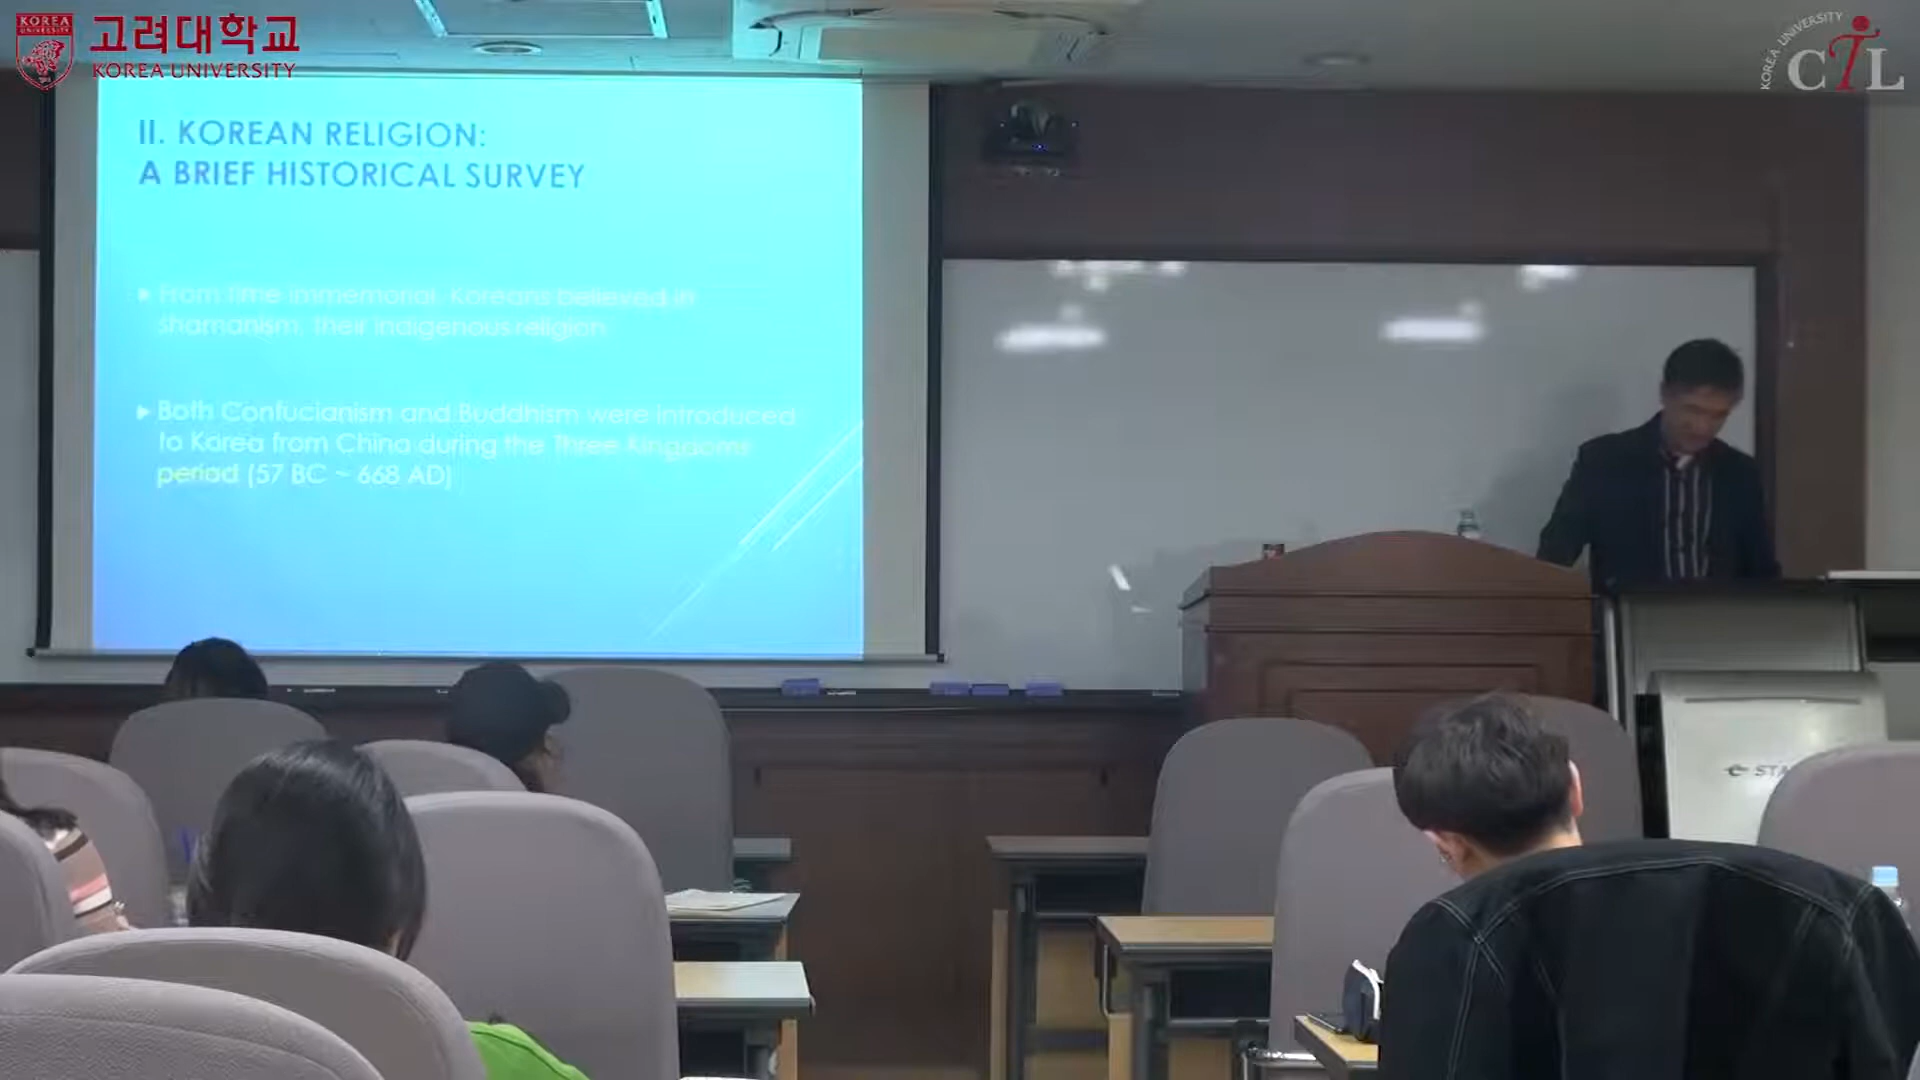 KOREA
UNIVERSITY
고려대학교
KOREA UNIVERSITY
KOREA UNIVERSITY
CTL
II. KOREAN RELIGION:
A BRIEF HISTORICAL SURVEY
From time immemorial, Koreans believed in
shamanism, their indigenous religion
Both Confucianism and Buddhism were introduced
to Korea from China during the Three Kingdoms
period (57 BC ~ 668 AD)